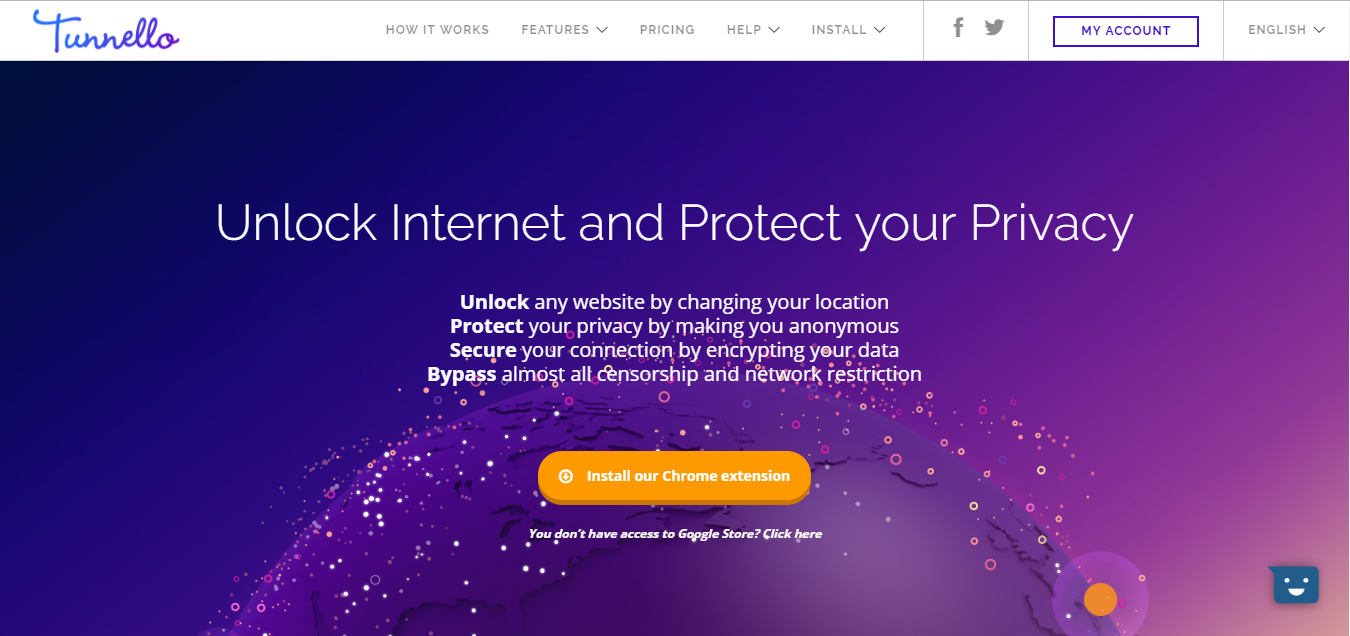 Tunnello
HOW IT WORKS
FEATURES
PRICING
HELP
INSTALL
MY ACCOUNT
ENGLISH
Unlock Internet and Protect your Privacy
Unlock any website by changing your location
Protect your privacy by making you anonymous
Secure your connection by encrypting your data
Bypass almost all censorship and network restriction
Install our Chrome extension
You don't have access to Google Store? Click here